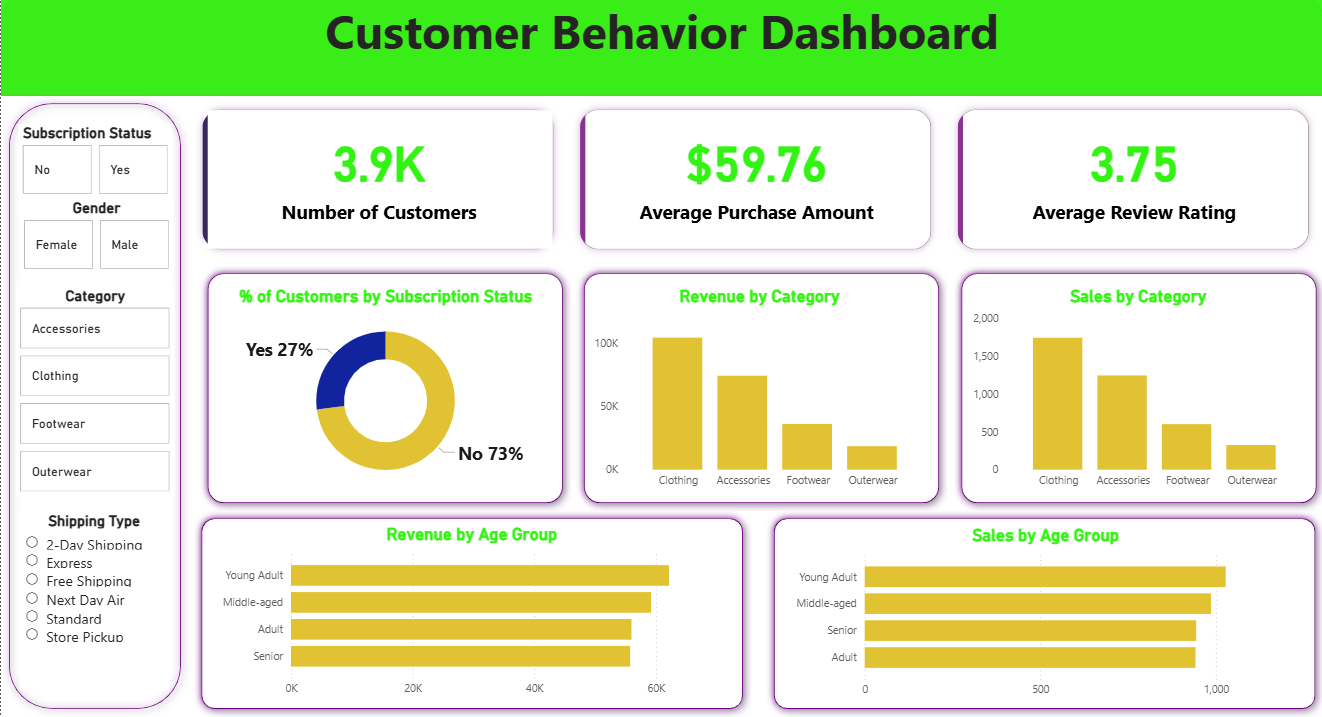 Customer Behavior Dashboard
Subscription Status
No Yes
Gender
Female Male
Category
Accessories
Clothing
Footwear
Outerwear
Shipping Type
2-Day Shipping
Express
Free Shipping
Next Day Air
Standard
Store Pickup
3.9K
Number of Customers
$59.76
Average Purchase Amount
3.75
Average Review Rating
% of Customers by Subscription Status
Yes 27%
No 73%
Revenue by Category
100K
50K
0K
Clothing Accessories Footwear Outerwear
Sales by Category
2,000
1,500
1,000
500
0
Clothing Accessories Footwear Outerwear
Revenue by Age Group
Young Adult
Middle-aged
Adult
Senior
0K 20K 40K 60K
Sales by Age Group
Young Adult
Middle-aged
Senior
Adult
0 500 1,000